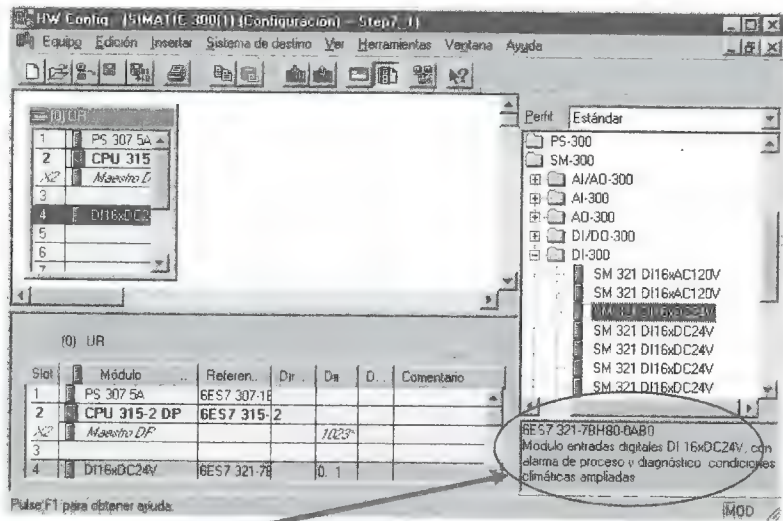 HW Config - [SIMATIC 300(1) (Configuración) -- Step7_1]
Equipo Edición Insertar Sistema de destino Ver Herramientas Ventana Ayuda
(0) UR
1 PS 307 5A
2 CPU 315
X2 Maestro D
3
4 DI16xDC2
5
6
7
Perfil: Estándar
PS-300
SM-300
AI/AO-300
AI-300
AO-300
DI/DO-300
DI-300
SM 321 DI16xAC120V
SM 321 DI16xAC120V
SM 321 DI16xDC24V
SM 321 DI16xDC24V
SM 321 DI16xDC24V
SM 321 DI16xDC24V
SM 321 DI16xDC24V
6ES7 321-7BH80-0AB0
Módulo entradas digitales DI 16xDC24V, con
alarma de proceso y diagnóstico condiciones
climáticas ampliadas
(0) UR
Slot Módulo .. Referen.. Dir .. D.. Comentario
1 PS 307 5A 6ES7 307-1E
2 CPU 315-2 DP 6ES7 315-2
X2 Maestro DP 1023*
3
4 DI16xDC24V 6ES7 321-7B 0..1
Pulse F1 para obtener ayuda. MOD